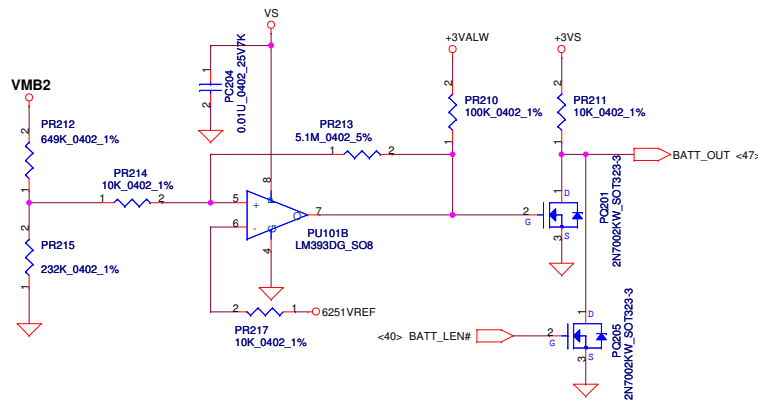 VS
+3VALW
+3VS
1
PC204
0.01U_0402_25V7K
2
VMB2
PR212
649K_0402_1%
2
1
PR213
5.1M_0402_5%
1
2
2
PR210
100K_0402_1%
1
2
PR211
10K_0402_1%
1
BATT_OUT <47>
PR214
10K_0402_1%
1
2
8
5
+
6
-
7
4
PU101B
LM393DG_SO8
2
G
1
D
S
3
PQ201
2N7002KW_SOT323-3
2
PR215
232K_0402_1%
1
2
1
6251VREF
PR217
10K_0402_1%
<40> BATT_LEN#
2
G
1
D
S
3
PQ205
2N7002KW_SOT323-3